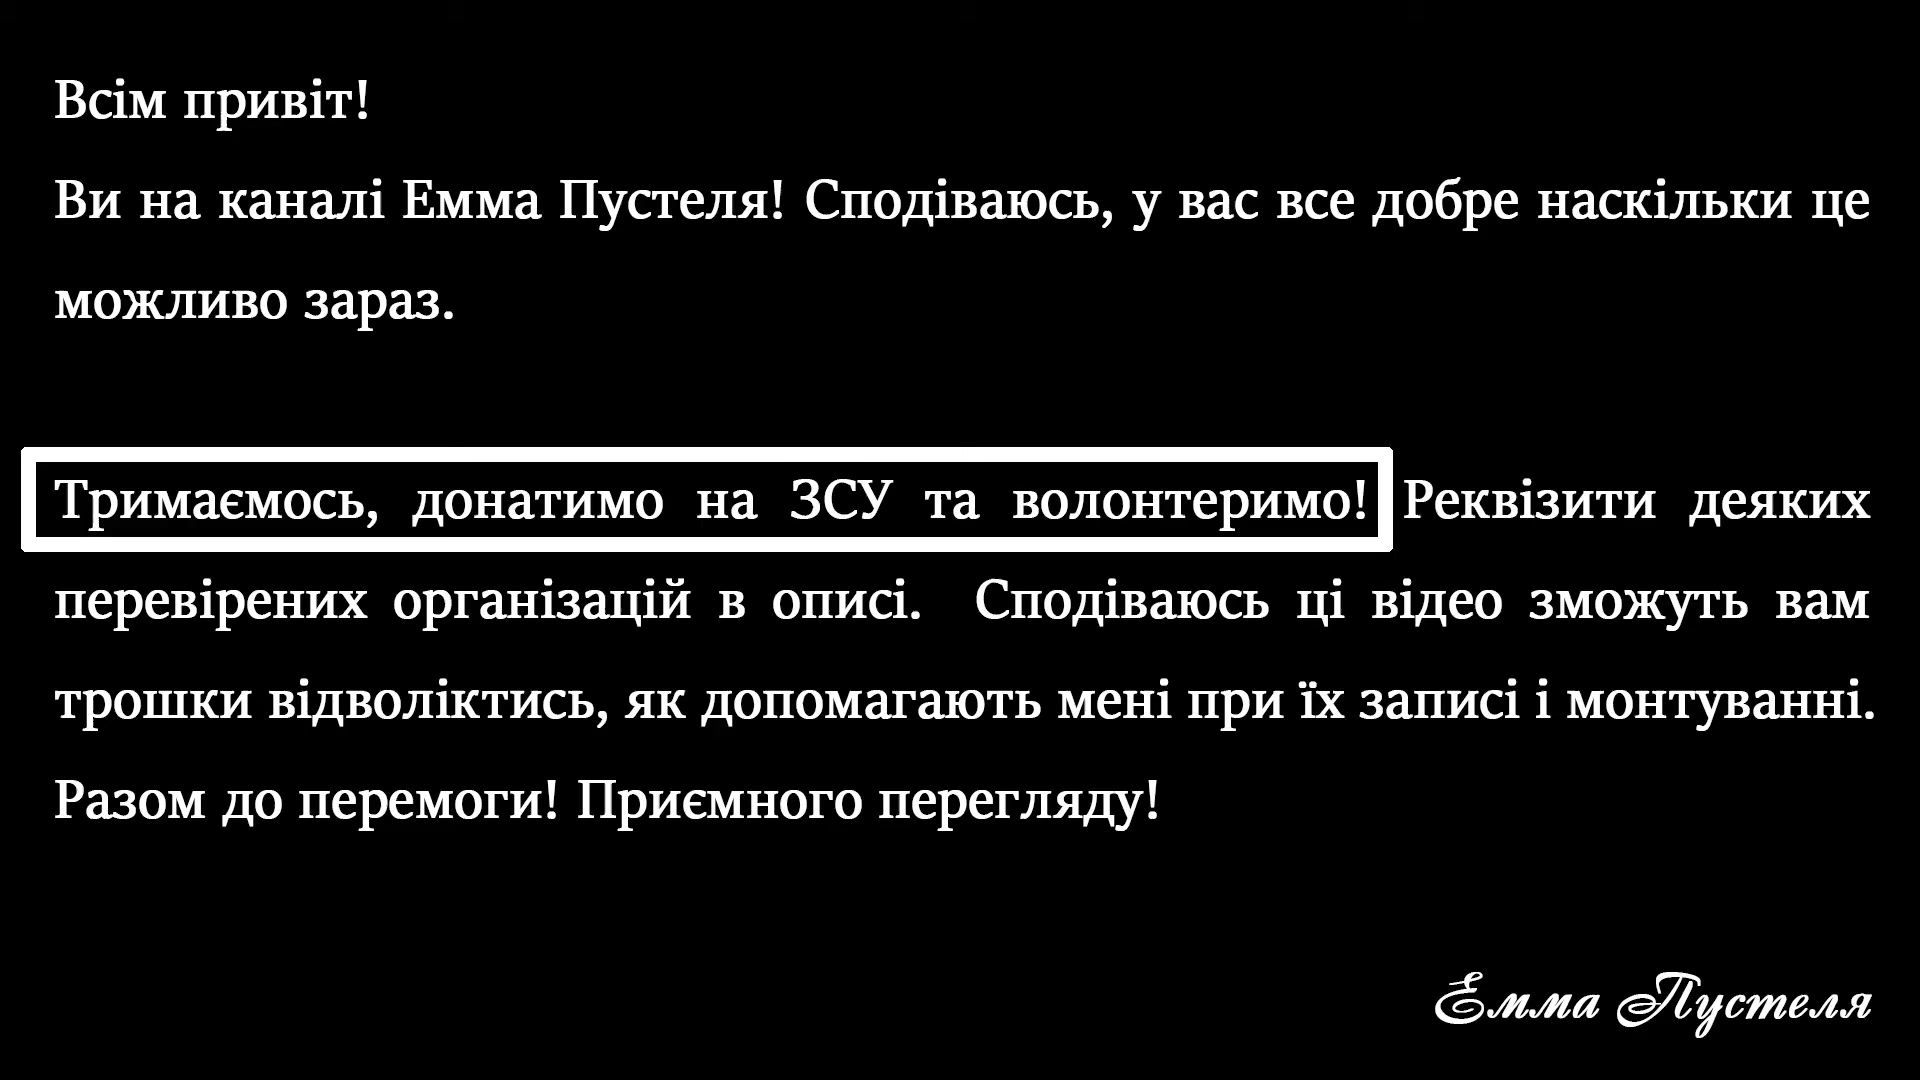 Всім привіт!
Ви на каналі Емма Пустеля! Сподіваюсь, у вас все добре наскільки це
можливо зараз.
Тримаємось, донатимо на ЗСУ та волонтеримо! Реквізити деяких
перевірених організацій в описі. Сподіваюсь ці відео зможуть вам
трошки відволіктись, як допомагають мені при їх записі і монтуванні.
Разом до перемоги! Приємного перегляду!
Емма Пустеля